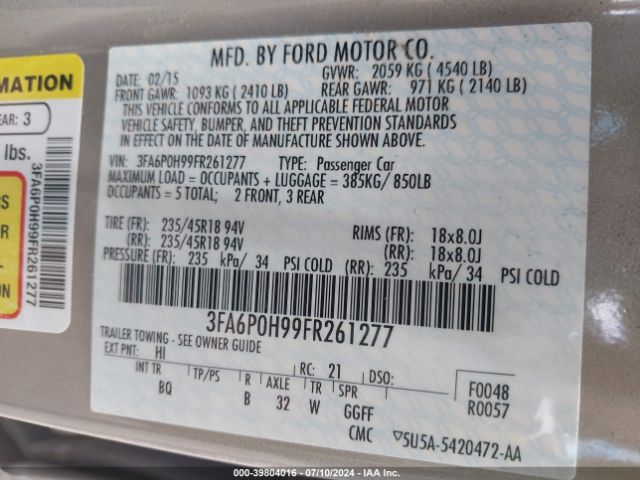 MFD. BY FORD MOTOR CO.
DATE: 02/15 GVWR: 2059 KG ( 4540 LB)
FRONT GAWR: 1093 KG ( 2410 LB) REAR GAWR: 971 KG ( 2140 LB)
THIS VEHICLE CONFORMS TO ALL APPLICABLE FEDERAL MOTOR
VEHICLE SAFETY, BUMPER, AND THEFT PREVENTION STANDARDS
IN EFFECT ON THE DATE OF MANUFACTURE SHOWN ABOVE.
VIN: 3FA6P0H99FR261277 TYPE: Passenger Car
MAXIMUM LOAD = OCCUPANTS + LUGGAGE = 385KG/ 850LB
OCCUPANTS = 5 TOTAL; 2 FRONT, 3 REAR
TIRE (FR): 235/45R18 94V RIMS (FR): 18x8.0J
(RR): 235/45R18 94V (RR): 18x8.0J
PRESSURE (FR): 235 kPa/ 34 PSI COLD (RR): 235 kPa/ 34 PSI COLD
3FA6P0H99FR261277
TRAILER TOWING - SEE OWNER GUIDE
EXT PNT: HI RC: 21 DSO:
INT TR TP/PS R AXLE TR SPR
BQ B 32 W GGFF
F0048
R0057
CMC ▽5U5A-5420472-AA
RMATION
EAR: 3
lbs.
3FA6P0H99FR261277
RS
R
ON
000-39804016 - 07/10/2024 - IAA Inc.